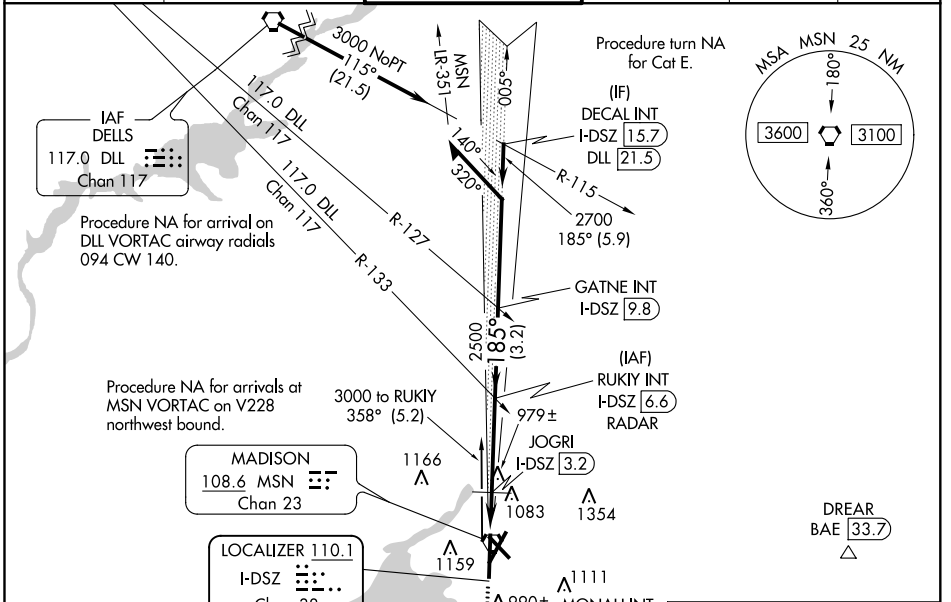 3000 NoPT
115°
(21.5)
MSN
LR-351
005°
Procedure turn NA
for Cat E.
MSA MSN 25 NM
180°
3600
3100
360°
(IF)
DECAL INT
I-DSZ 15.7
DLL 21.5
IAF
DELLS
117.0 DLL
Chan 117
117.0 DLL
Chan 117
117.0 DLL
Chan 117
140°
320°
R-115
2700
185° (5.9)
Procedure NA for arrival on
DLL VORTAC airway radials
094 CW 140.
R-127
R-133
GATNE INT
I-DSZ 9.8
2500
185°
(3.2)
(IAF)
RUKIY INT
I-DSZ 6.6
RADAR
Procedure NA for arrivals at
MSN VORTAC on V228
northwest bound.
3000 to RUKIY
358° (5.2)
979±
JOGRI
I-DSZ 3.2
1166
1083
1354
MADISON
108.6 MSN
Chan 23
DREAR
BAE 33.7
LOCALIZER 110.1
I-DSZ
1159
1111